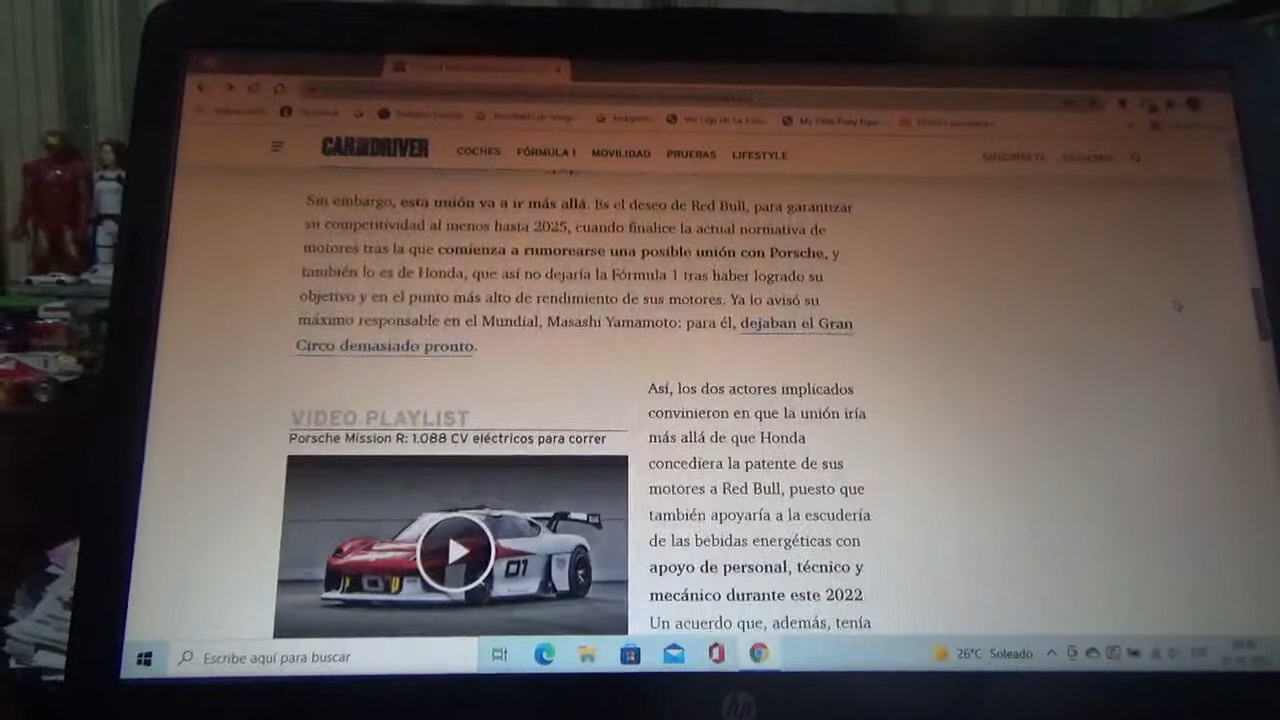 Facebook
CAR AND DRIVER
COCHES FÓRMULA 1 MOVILIDAD PRUEBAS LIFESTYLE
SUSCRÍBETE
Sin embargo, esta unión va a ir más allá. Es el deseo de Red Bull, para garantizar
su competitividad al menos hasta 2025, cuando finalice la actual normativa de
motores tras la que comienza a rumorearse una posible unión con Porsche, y
también lo es de Honda, que así no dejaría la Fórmula 1 tras haber logrado su
objetivo y en el punto más alto de rendimiento de sus motores. Ya lo avisó su
máximo responsable en el Mundial, Masashi Yamamoto: para él, dejaban el Gran
Circo demasiado pronto.
VIDEO PLAYLIST
Porsche Mission R: 1.088 CV eléctricos para correr
01
Así, los dos actores implicados
convinieron en que la unión iría
más allá de que Honda
concediera la patente de sus
motores a Red Bull, puesto que
también apoyaría a la escudería
de las bebidas energéticas con
apoyo de personal, técnico y
mecánico durante este 2022
Un acuerdo que, además, tenía
Escribe aquí para buscar
26°C Soleado
hp